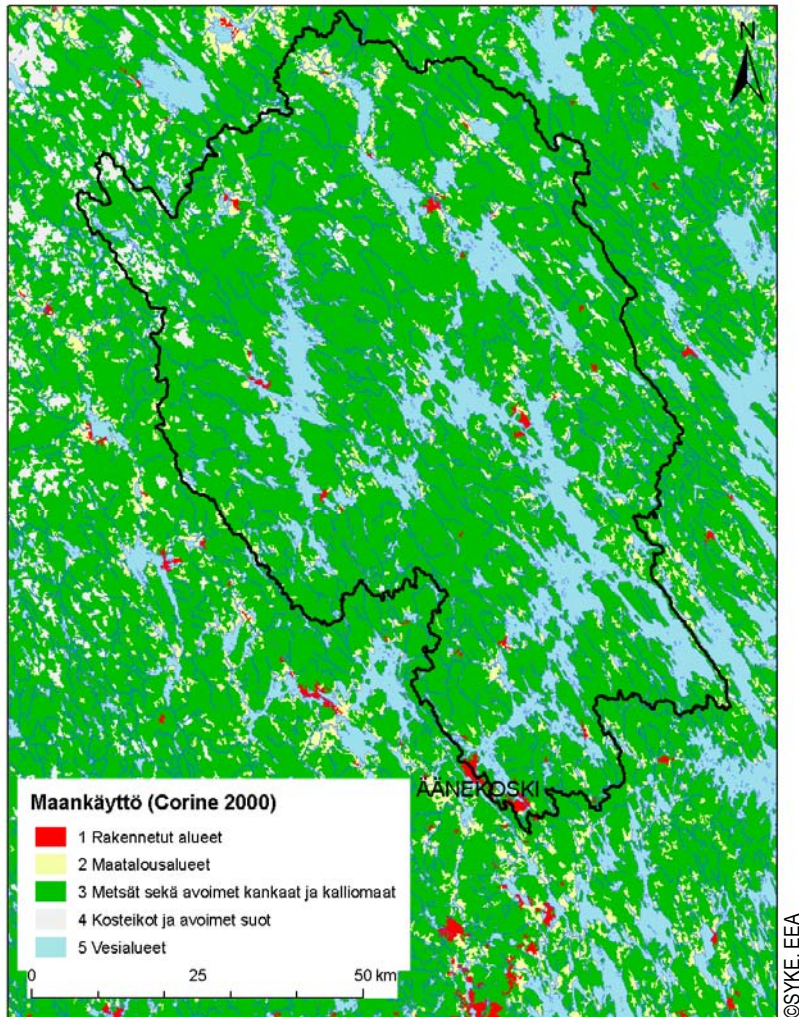 N
ÄÄNEKOSKI
Maankäyttö (Corine 2000)
1 Rakennetut alueet
2 Maatalousalueet
3 Metsät sekä avoimet kankaat ja kalliomaat
4 Kosteikot ja avoimet suot
5 Vesialueet
0 25 50 km
©SYKE, EEA